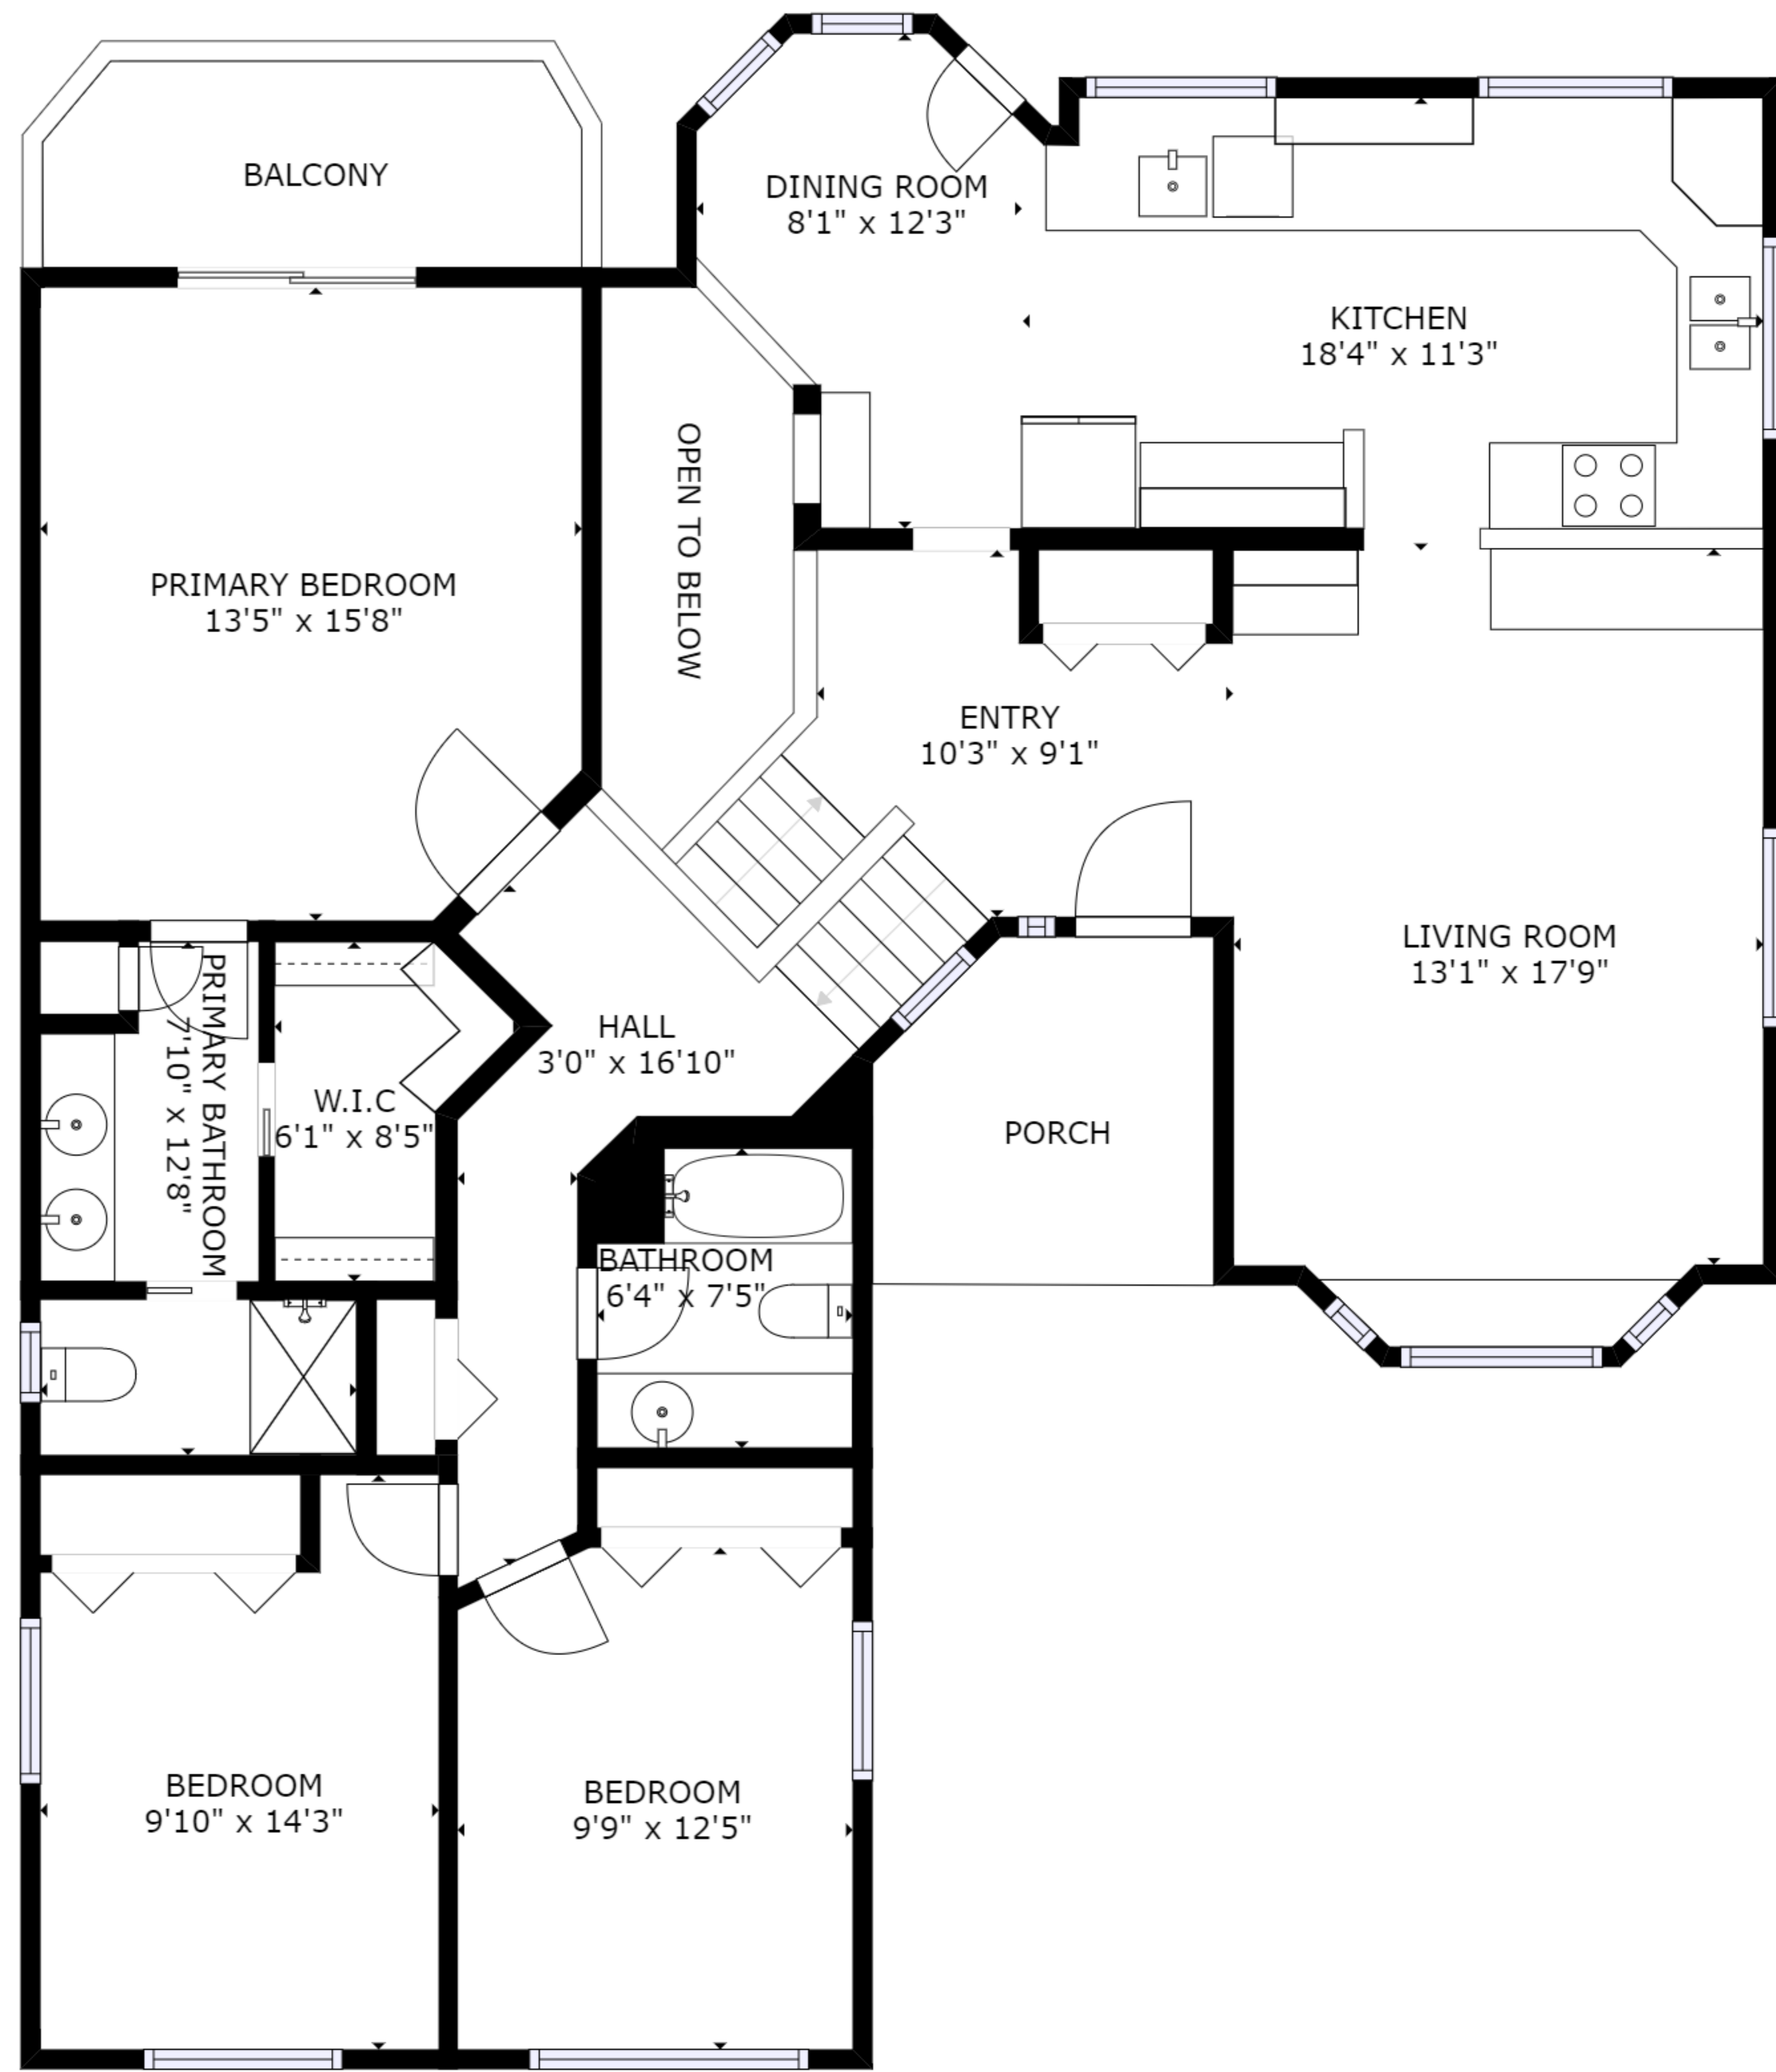 BALCONY
DINING ROOM
8'1" x 12'3"
KITCHEN
18'4" x 11'3"
OPEN TO BELOW
PRIMARY BEDROOM
13'5" x 15'8"
ENTRY
10'3" x 9'1"
LIVING ROOM
13'1" x 17'9"
PRIMARY BATHROOM
7'10" x 12'8"
HALL
3'0" x 16'10"
W.I.C
6'1" x 8'5"
PORCH
BATHROOM
6'4" x 7'5"
BEDROOM
9'10" x 14'3"
BEDROOM
9'9" x 12'5"